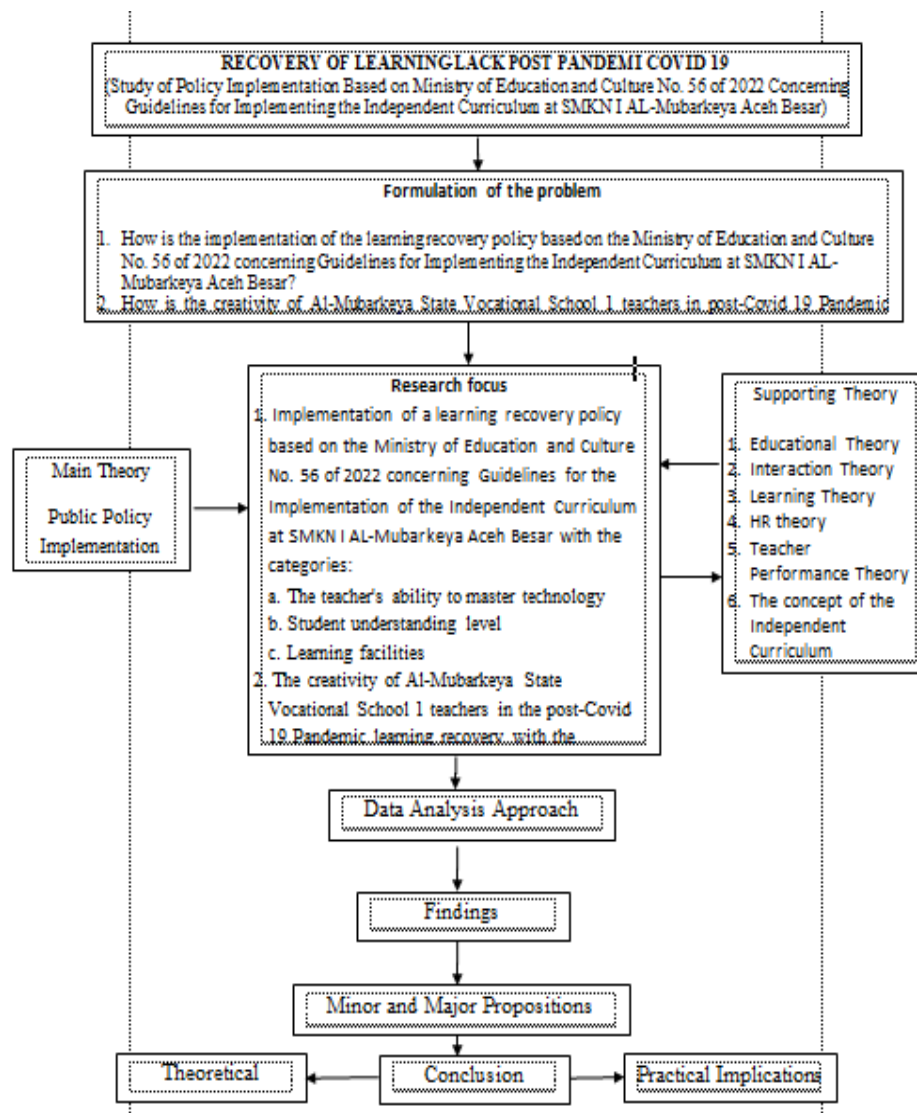 RECOVERY OF LEARNING LACK POST PANDEMI COVID 19
(Study of Policy Implementation Based on Ministry of Education and Culture No. 56 of 2022 Concerning
Guidelines for Implementing the Independent Curriculum at SMKN I AL-Mubarkeya Aceh Besar)
Formulation of the problem
1. How is the implementation of the learning recovery policy based on the Ministry of Education and Culture
No. 56 of 2022 concerning Guidelines for Implementing the Independent Curriculum at SMKN I AL-
Mubarkeya Aceh Besar?
2. How is the creativity of Al-Mubarkeya State Vocational School 1 teachers in post-Covid 19 Pandemic
Main Theory
Public Policy
Implementation
Research focus
1. Implementation of a learning recovery policy
based on the Ministry of Education and Culture
No. 56 of 2022 concerning Guidelines for the
Implementation of the Independent Curriculum
at SMKN I AL-Mubarkeya Aceh Besar with the
categories:
a. The teacher's ability to master technology
b. Student understanding level
c. Learning facilities
2. The creativity of Al-Mubarkeya State
Vocational School 1 teachers in the post-Covid
19 Pandemic learning recovery with the
Supporting Theory
1. Educational Theory
2. Interaction Theory
3. Learning Theory
4. HR theory
5. Teacher
Performance Theory
6. The concept of the
Independent
Curriculum
Data Analysis Approach
Findings
Minor and Major Propositions
Theoretical
Conclusion
Practical Implications